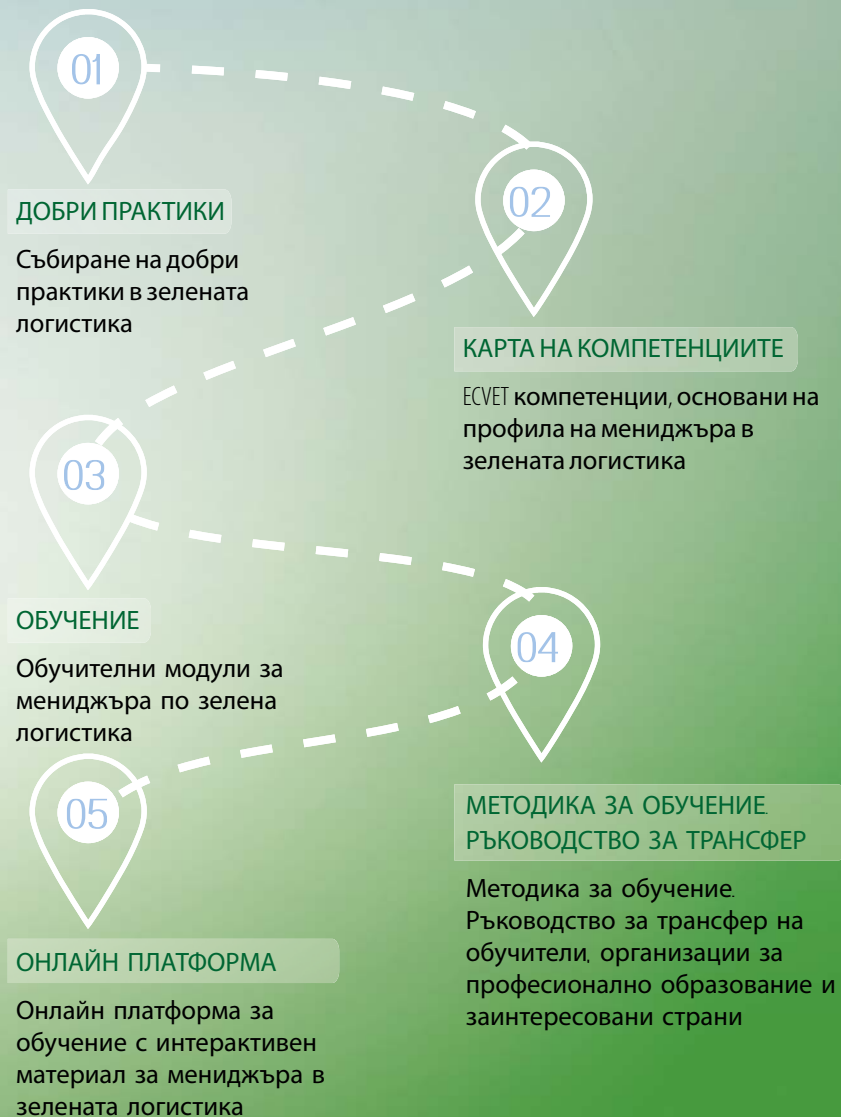 01
ДОБРИ ПРАКТИКИ
Събиране на добри
практики в зелената
логистика
02
КАРТА НА КОМПЕТЕНЦИИТЕ
ECVET компетенции, основани на
профила на мениджъра в
зелената логистика
03
ОБУЧЕНИЕ
Обучителни модули за
мениджъра по зелена
логистика
04
МЕТОДИКА ЗА ОБУЧЕНИЕ.
РЪКОВОДСТВО ЗА ТРАНСФЕР
Методика за обучение.
Ръководство за трансфер на
обучители, организации за
професионално образование и
заинтересовани страни
05
ОНЛАЙН ПЛАТФОРМА
Онлайн платформа за
обучение с интерактивен
материал за мениджъра в
зелената логистика